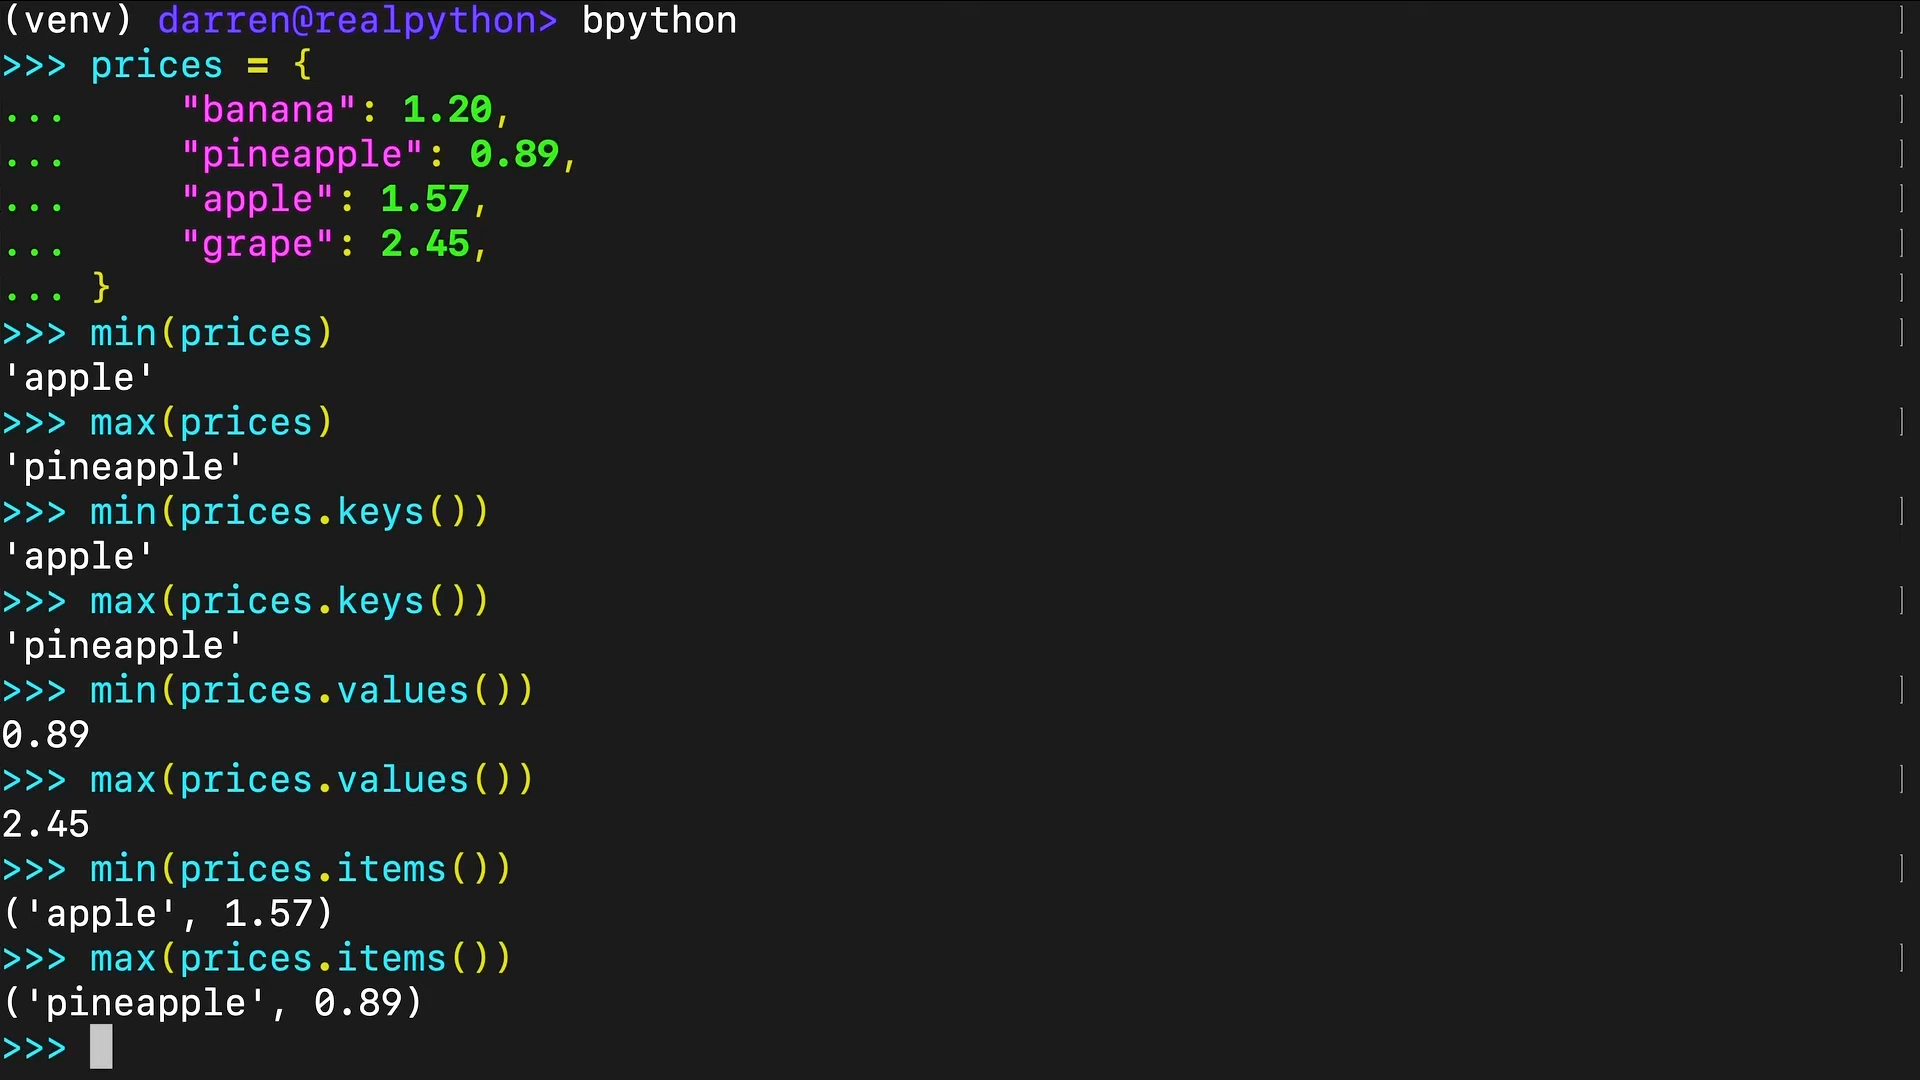 (venv) darren@realpython> bpython
>>> prices = {
...     "banana": 1.20,
...     "pineapple": 0.89,
...     "apple": 1.57,
...     "grape": 2.45,
... }
>>> min(prices)
'apple'
>>> max(prices)
'pineapple'
>>> min(prices.keys())
'apple'
>>> max(prices.keys())
'pineapple'
>>> min(prices.values())
0.89
>>> max(prices.values())
2.45
>>> min(prices.items())
('apple', 1.57)
>>> max(prices.items())
('pineapple', 0.89)
>>>